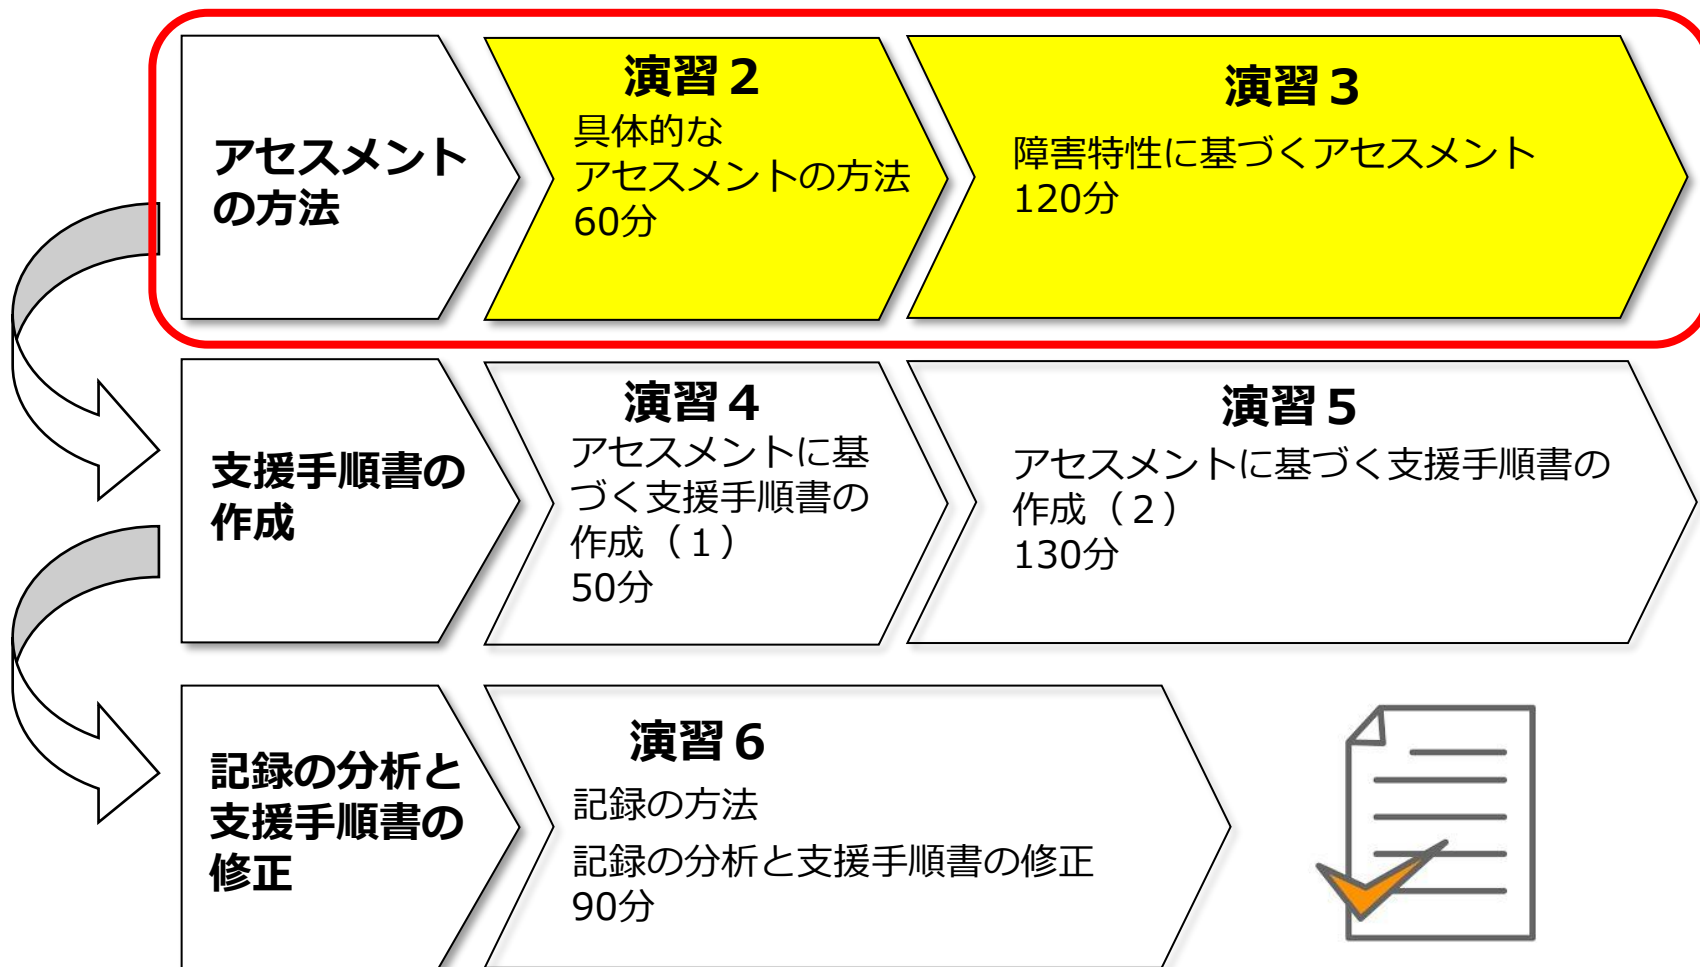 アセスメント
の方法
演習２
具体的な
アセスメントの方法
60分
演習３
障害特性に基づくアセスメント
120分
支援手順書の
作成
演習４
アセスメントに基
づく支援手順書の
作成（１）
50分
演習５
アセスメントに基づく支援手順書の
作成（２）
130分
記録の分析と
支援手順書の
修正
演習６
記録の方法
記録の分析と支援手順書の修正
90分